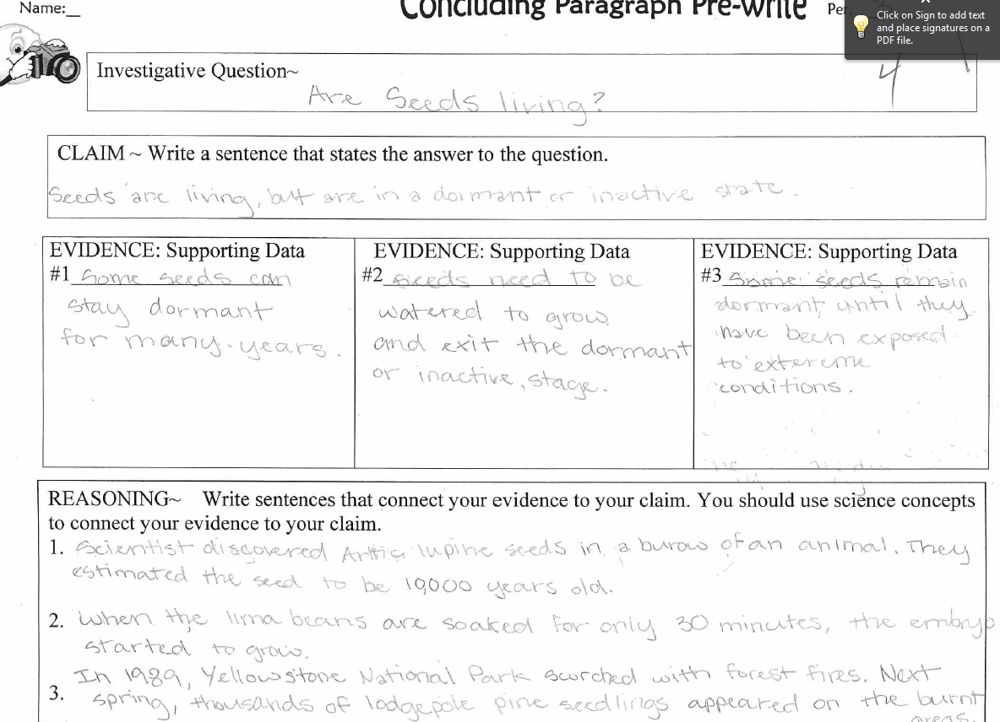 Name:_
Concluding Paragraph Pre-Write Per.
Click on Sign to add text
and place signatures on a
PDF file.
4
Investigative Question~
Are Seeds living?
CLAIM ~ Write a sentence that states the answer to the question.
Seeds are living, but are in a dormant or inactive state.
EVIDENCE: Supporting Data
#1 Some seeds can
stay dormant
for many years.
EVIDENCE: Supporting Data
#2 seeds need to be
watered to grow
and exit the dormant
or inactive, stage.
EVIDENCE: Supporting Data
#3 Some seeds remain
dormant until they
have been exposed
to extereme
conditions.
REASONING~ Write sentences that connect your evidence to your claim. You should use science concepts
to connect your evidence to your claim.
1. Scientist discovered Arttic lupine seeds in a burow of an animal. They
estimated the seed to be 10,000 years old.
2. When the lima beans are soaked for only 30 minutes, the embryo
started to grow.
In 1989, Yellowstone National Park scorched with forest fires. Next
3. spring, thousands of lodgepole pine seedlings appeared on the burnt
areas.